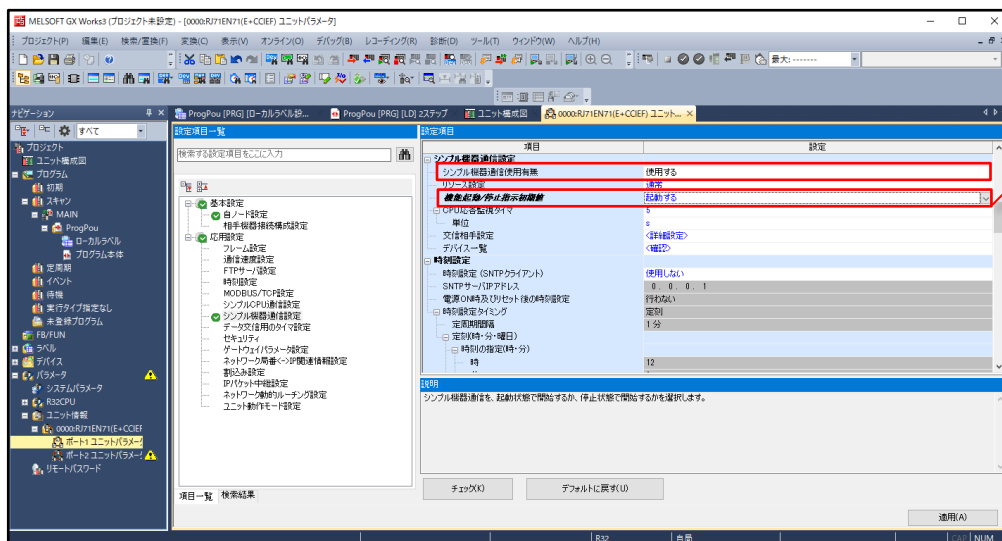 MELSOFT GX Works3 (プロジェクト未設定) - [0000:RJ71EN71(E+CCIEF) ユニットパラメータ]
プロジェクト(P) 編集(E) 検索/置換(F) 変換(C) 表示(V) オンライン(O) デバッグ(B) レコーディング(R) 診断(D) ツール(T) ウィンドウ(W) ヘルプ(H)
最大: -------
ナビゲーション
ProgPou [PRG] [ローカルラベル設...
ProgPou [PRG] [LD] 2ステップ
ユニット構成図
0000:RJ71EN71(E+CCIEF) ユニット...
すべて
プロジェクト
ユニット構成図
プログラム
初期
スキャン
MAIN
ProgPou
ローカルラベル
プログラム本体
定周期
イベント
待機
実行タイプ指定なし
未登録プログラム
FB/FUN
ラベル
デバイス
パラメータ
システムパラメータ
R32CPU
ユニット情報
0000:RJ71EN71(E+CCIEF
ポート1 ユニットパラメータ
ポート2 ユニットパラメータ
リモートパスワード
設定項目一覧
検索する設定項目をここに入力
基本設定
自ノード設定
相手機器接続構成設定
応用設定
フレーム設定
通信速度設定
FTPサーバ設定
時刻設定
MODBUS/TCP設定
シンプルCPU通信設定
シンプル機器通信設定
データ交信用のタイマ設定
セキュリティ
ゲートウェイパラメータ設定
ネットワーク局番<->IP関連情報設定
割込み設定
IPパケット中継設定
ネットワーク動的ルーチング設定
ユニット動作モード設定
項目一覧 検索結果
設定項目
項目 設定
シンプル機器通信設定
シンプル機器通信使用有無 使用する
リソース設定 通常
機能起動/停止指示初期値 起動する
CPU応答監視タイマ 5
単位 s
交信相手設定 <詳細設定>
デバイス一覧 <確認>
時刻設定
時刻設定 (SNTPクライアント) 使用しない
SNTPサーバIPアドレス 0. 0. 0. 1
電源ON時及びリセット後の時刻設定 行わない
時刻設定タイミング 定刻
定周期間隔 1 分
定刻(時・分・曜日)
時刻の指定(時・分)
時 12
説明
シンプル機器通信を、起動状態で開始するか、停止状態で開始するかを選択します。
チェック(K) デフォルトに戻す(U)
適用(A)
R32 自局 CAP NUM